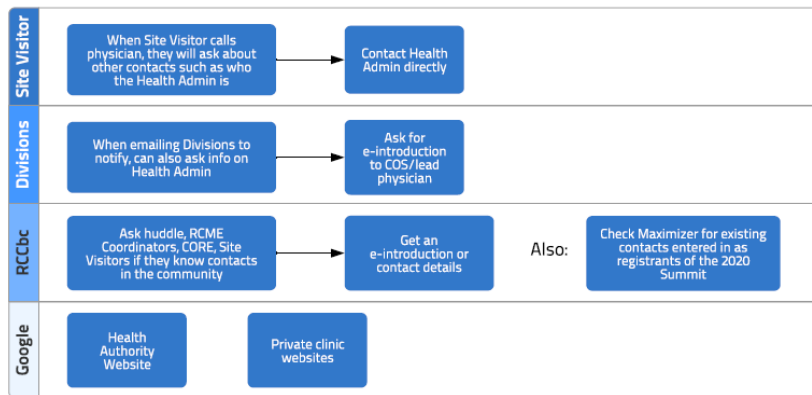 Site Visitor
When Site Visitor calls
physician, they will ask about
other contacts such as who
the Health Admin is
Contact Health
Admin directly
Divisions
When emailing Divisions to
notify, can also ask info on
Health Admin
Ask for
e-introduction
to COS/lead
physician
RCCbc
Ask huddle, RCME
Coordinators, CORE, Site
Visitors if they know contacts
in the community
Get an
e-introduction or
contact details
Also:
Check Maximizer for existing
contacts entered in as
registrants of the 2020
Summit
Google
Health
Authority
Website
Private clinic
websites